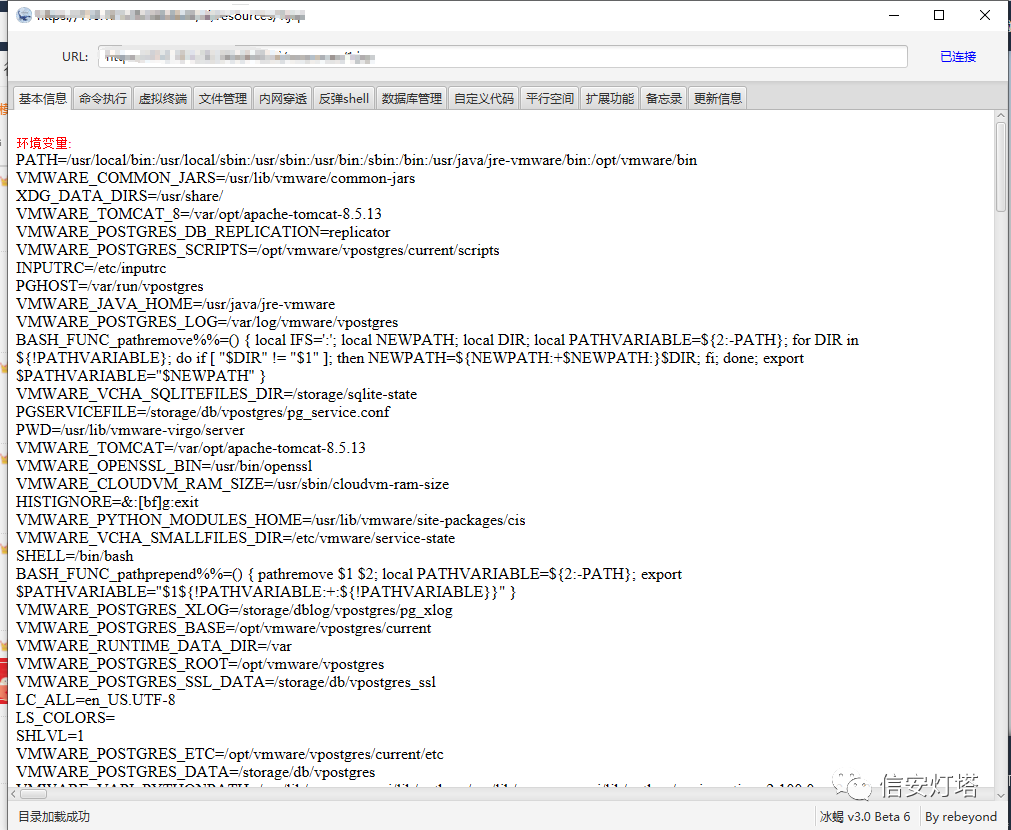 URL:
已连接
基本信息 命令执行 虚拟终端 文件管理 内网穿透 反弹shell 数据库管理 自定义代码 平行空间 扩展功能 备忘录 更新信息
环境变量:
PATH=/usr/local/bin:/usr/local/sbin:/usr/sbin:/usr/bin:/sbin:/bin:/usr/java/jre-vmware/bin:/opt/vmware/bin
VMWARE_COMMON_JARS=/usr/lib/vmware/common-jars
XDG_DATA_DIRS=/usr/share/
VMWARE_TOMCAT_8=/var/opt/apache-tomcat-8.5.13
VMWARE_POSTGRES_DB_REPLICATION=replicator
VMWARE_POSTGRES_SCRIPTS=/opt/vmware/vpostgres/current/scripts
INPUTRC=/etc/inputrc
PGHOST=/var/run/vpostgres
VMWARE_JAVA_HOME=/usr/java/jre-vmware
VMWARE_POSTGRES_LOG=/var/log/vmware/vpostgres
BASH_FUNC_pathremove%%=() { local IFS=':'; local NEWPATH; local DIR; local PATHVARIABLE=${2:-PATH}; for DIR in
${!PATHVARIABLE}; do if [ "$DIR" != "$1" ]; then NEWPATH=${NEWPATH:+$NEWPATH:}$DIR; fi; done; export
$PATHVARIABLE="$NEWPATH" }
VMWARE_VCHA_SQLITEFILES_DIR=/storage/sqlite-state
PGSERVICEFILE=/storage/db/vpostgres/pg_service.conf
PWD=/usr/lib/vmware-virgo/server
VMWARE_TOMCAT=/var/opt/apache-tomcat-8.5.13
VMWARE_OPENSSL_BIN=/usr/bin/openssl
VMWARE_CLOUDVM_RAM_SIZE=/usr/sbin/cloudvm-ram-size
HISTIGNORE=&:[bf]g:exit
VMWARE_PYTHON_MODULES_HOME=/usr/lib/vmware/site-packages/cis
VMWARE_VCHA_SMALLFILES_DIR=/etc/vmware/service-state
SHELL=/bin/bash
BASH_FUNC_pathprepend%%=() { pathremove $1 $2; local PATHVARIABLE=${2:-PATH}; export
$PATHVARIABLE="$1${!PATHVARIABLE:+:${!PATHVARIABLE}}" }
VMWARE_POSTGRES_XLOG=/storage/dblog/vpostgres/pg_xlog
VMWARE_POSTGRES_BASE=/opt/vmware/vpostgres/current
VMWARE_RUNTIME_DATA_DIR=/var
VMWARE_POSTGRES_ROOT=/opt/vmware/vpostgres
VMWARE_POSTGRES_SSL_DATA=/storage/db/vpostgres_ssl
LC_ALL=en_US.UTF-8
LS_COLORS=
SHLVL=1
VMWARE_POSTGRES_ETC=/opt/vmware/vpostgres/current/etc
VMWARE_POSTGRES_DATA=/storage/db/vpostgres
信安灯塔
目录加载成功
冰蝎 v3.0 Beta 6
By rebeyond